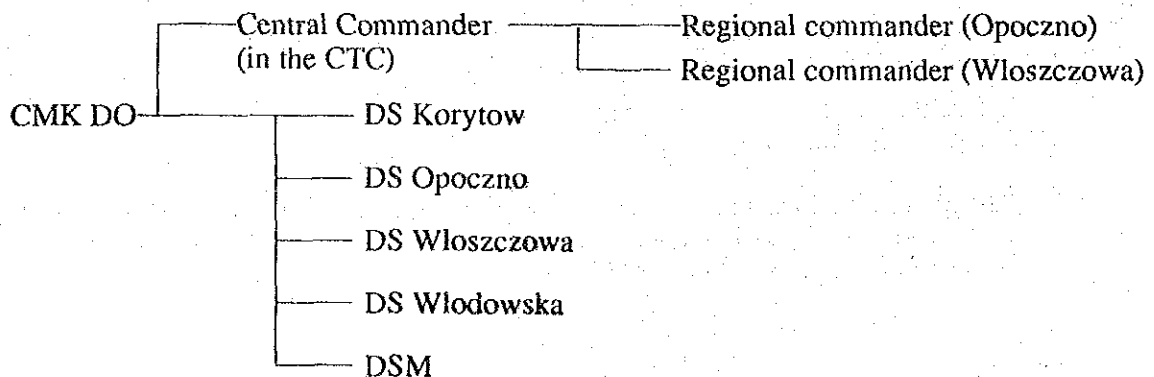 Central Commander
(in the CTC)
Regional commander (Opoczno)
Regional commander (Wloszczowa)
CMK DO
DS Korytow
DS Opoczno
DS Wloszczowa
DS Wlodowska
DSM